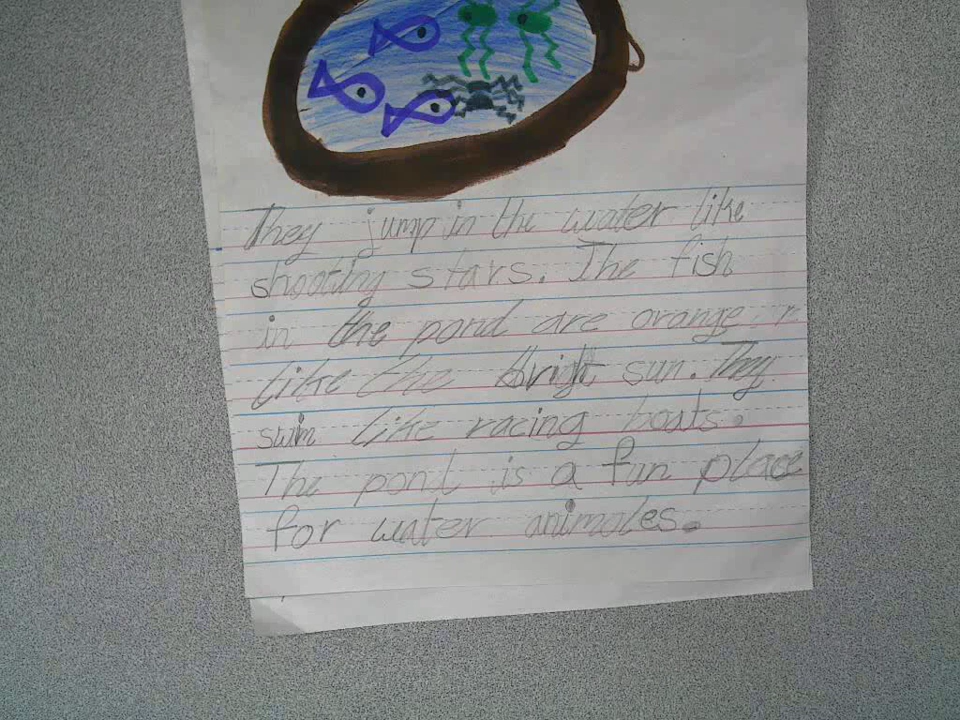 They jump in the water like
shooting stars. The fish
in the pond are orange
like the bright sun. They
swim like racing boats.
The pond is a fun place
for water animoles.